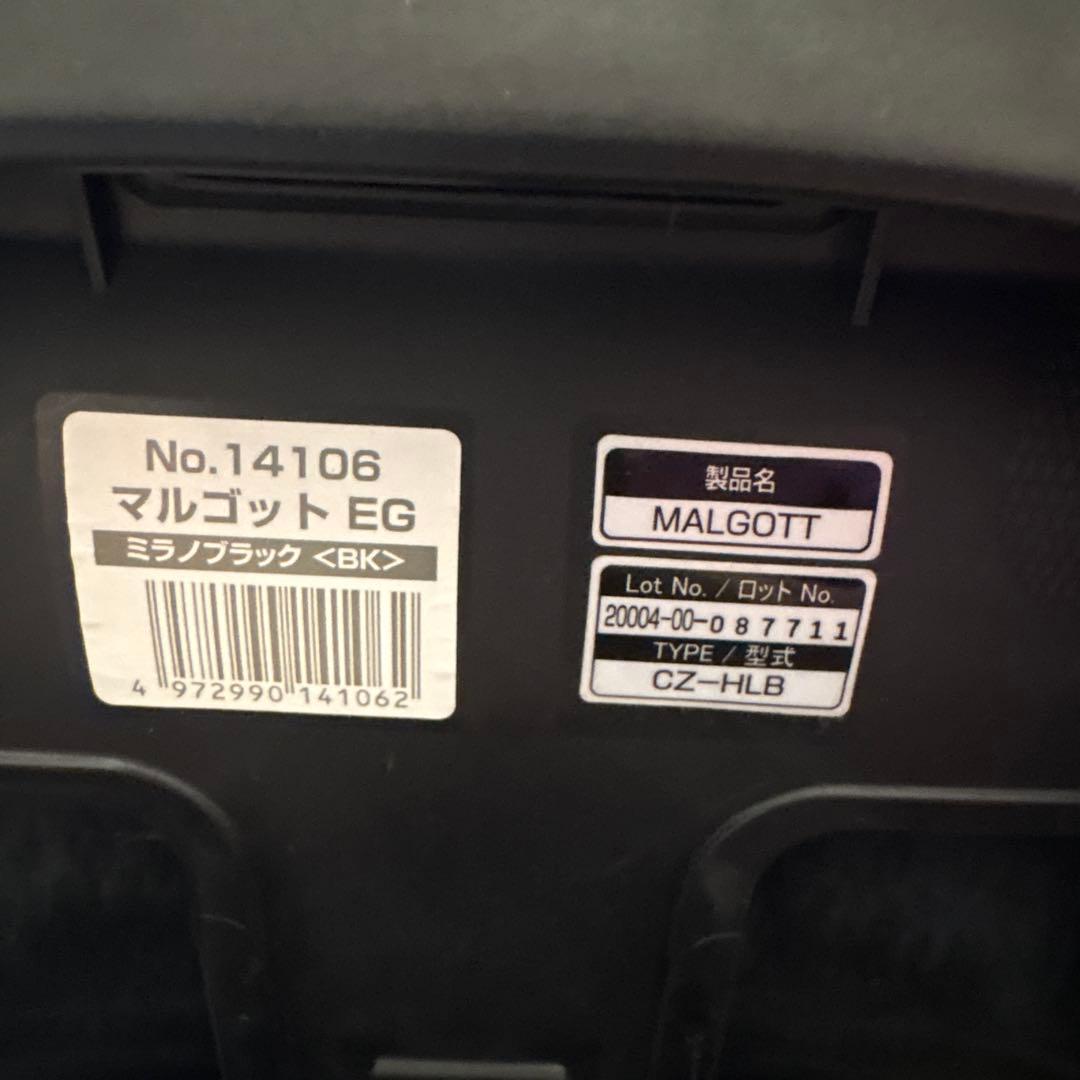 No.14106
マルゴット EG
ミラノブラック <BK>
4 972990 141062
製品名
MALGOTT
Lot No. / ロット No.
20004-00-087711
TYPE / 型式
CZ-HLB